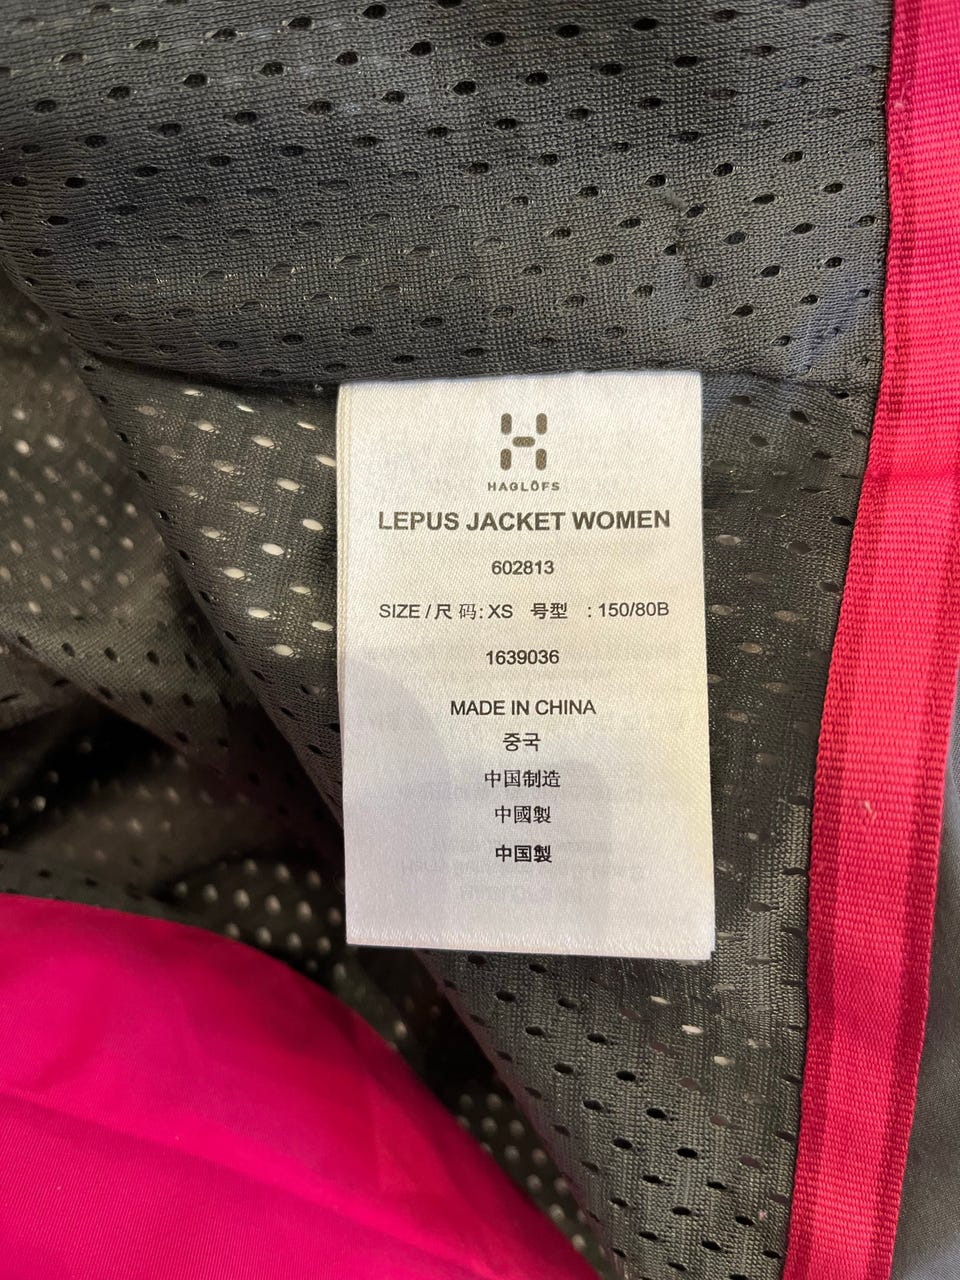 HAGLÖFS
LEPUS JACKET WOMEN
602813
SIZE / 尺 码: XS 号型 : 150/80B
1639036
MADE IN CHINA
중국
中国制造
中國製
中国製